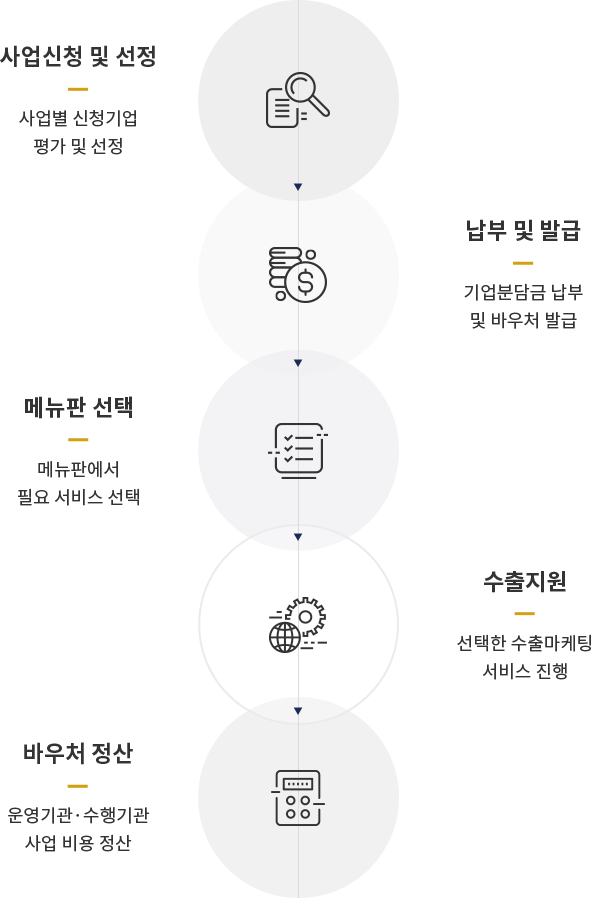 사업신청 및 선정
사업별 신청기업
평가 및 선정
납부 및 발급
기업분담금 납부
및 바우처 발급
메뉴판 선택
메뉴판에서
필요 서비스 선택
수출지원
선택한 수출마케팅
서비스 진행
바우처 정산
운영기관·수행기관
사업 비용 정산